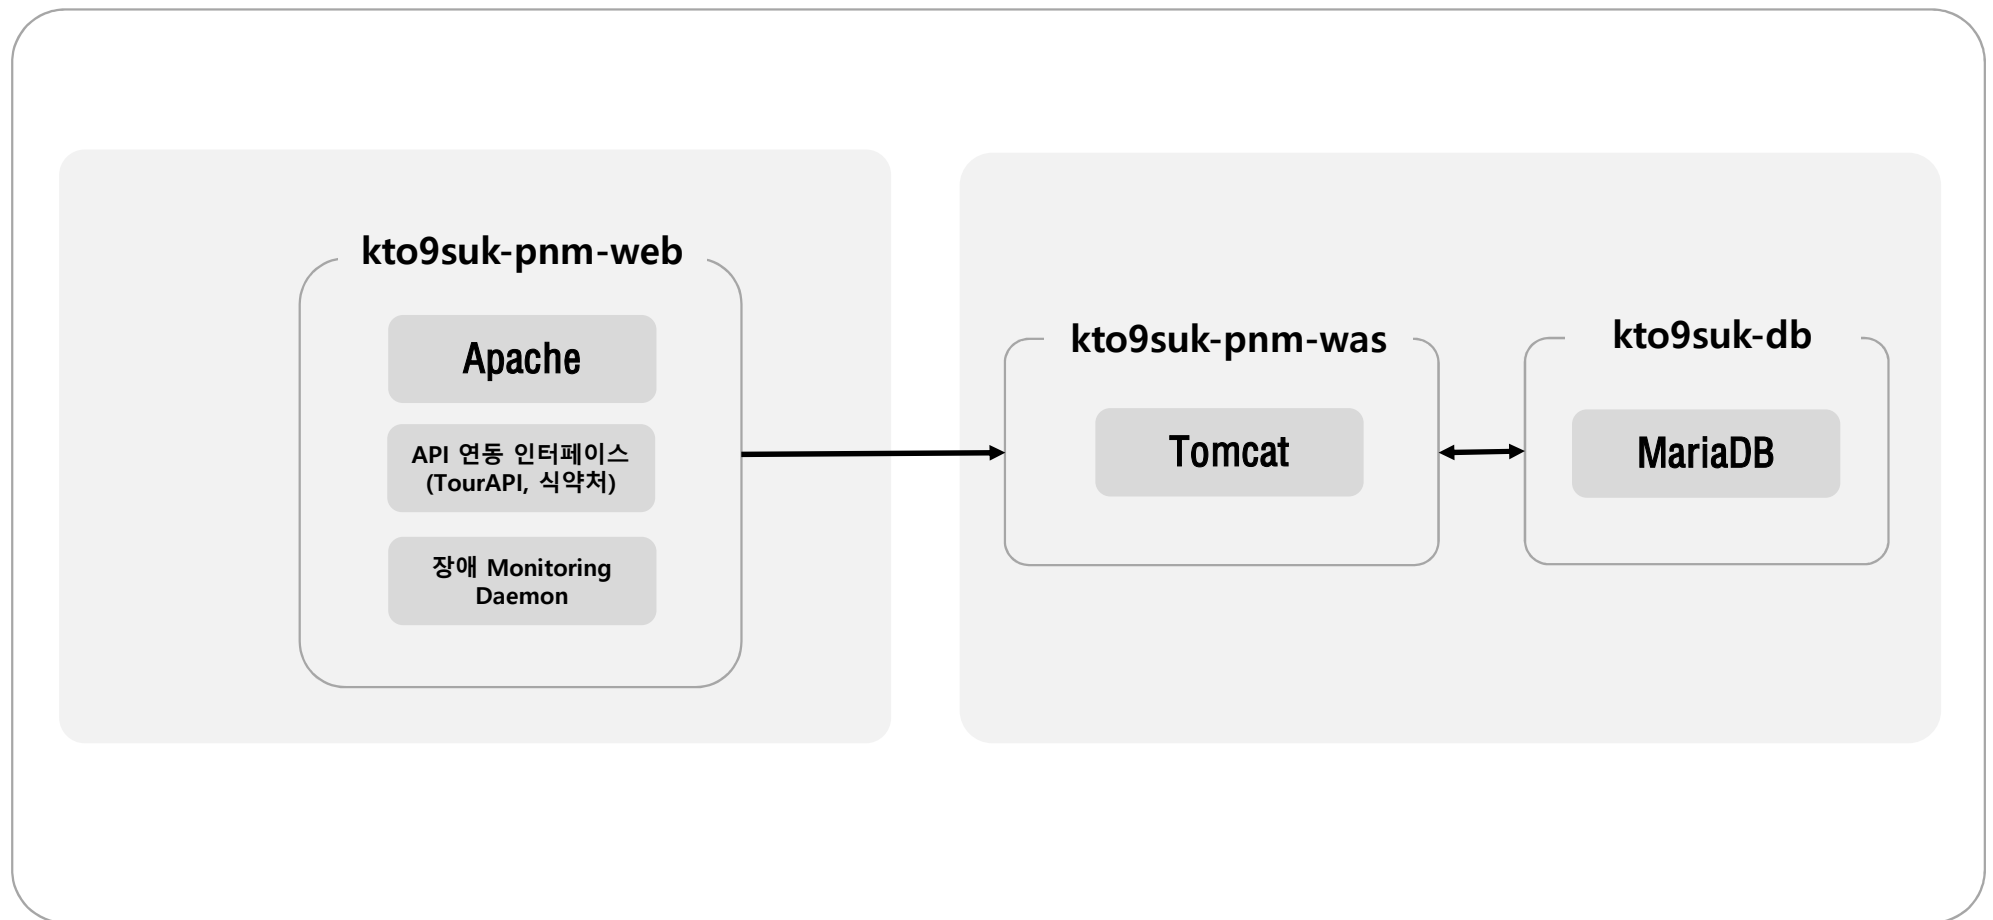 kto9suk-pnm-web
Apache
API 연동 인터페이스
(TourAPI, 식약처)
장애 Monitoring
Daemon
kto9suk-pnm-was
Tomcat
kto9suk-db
MariaDB